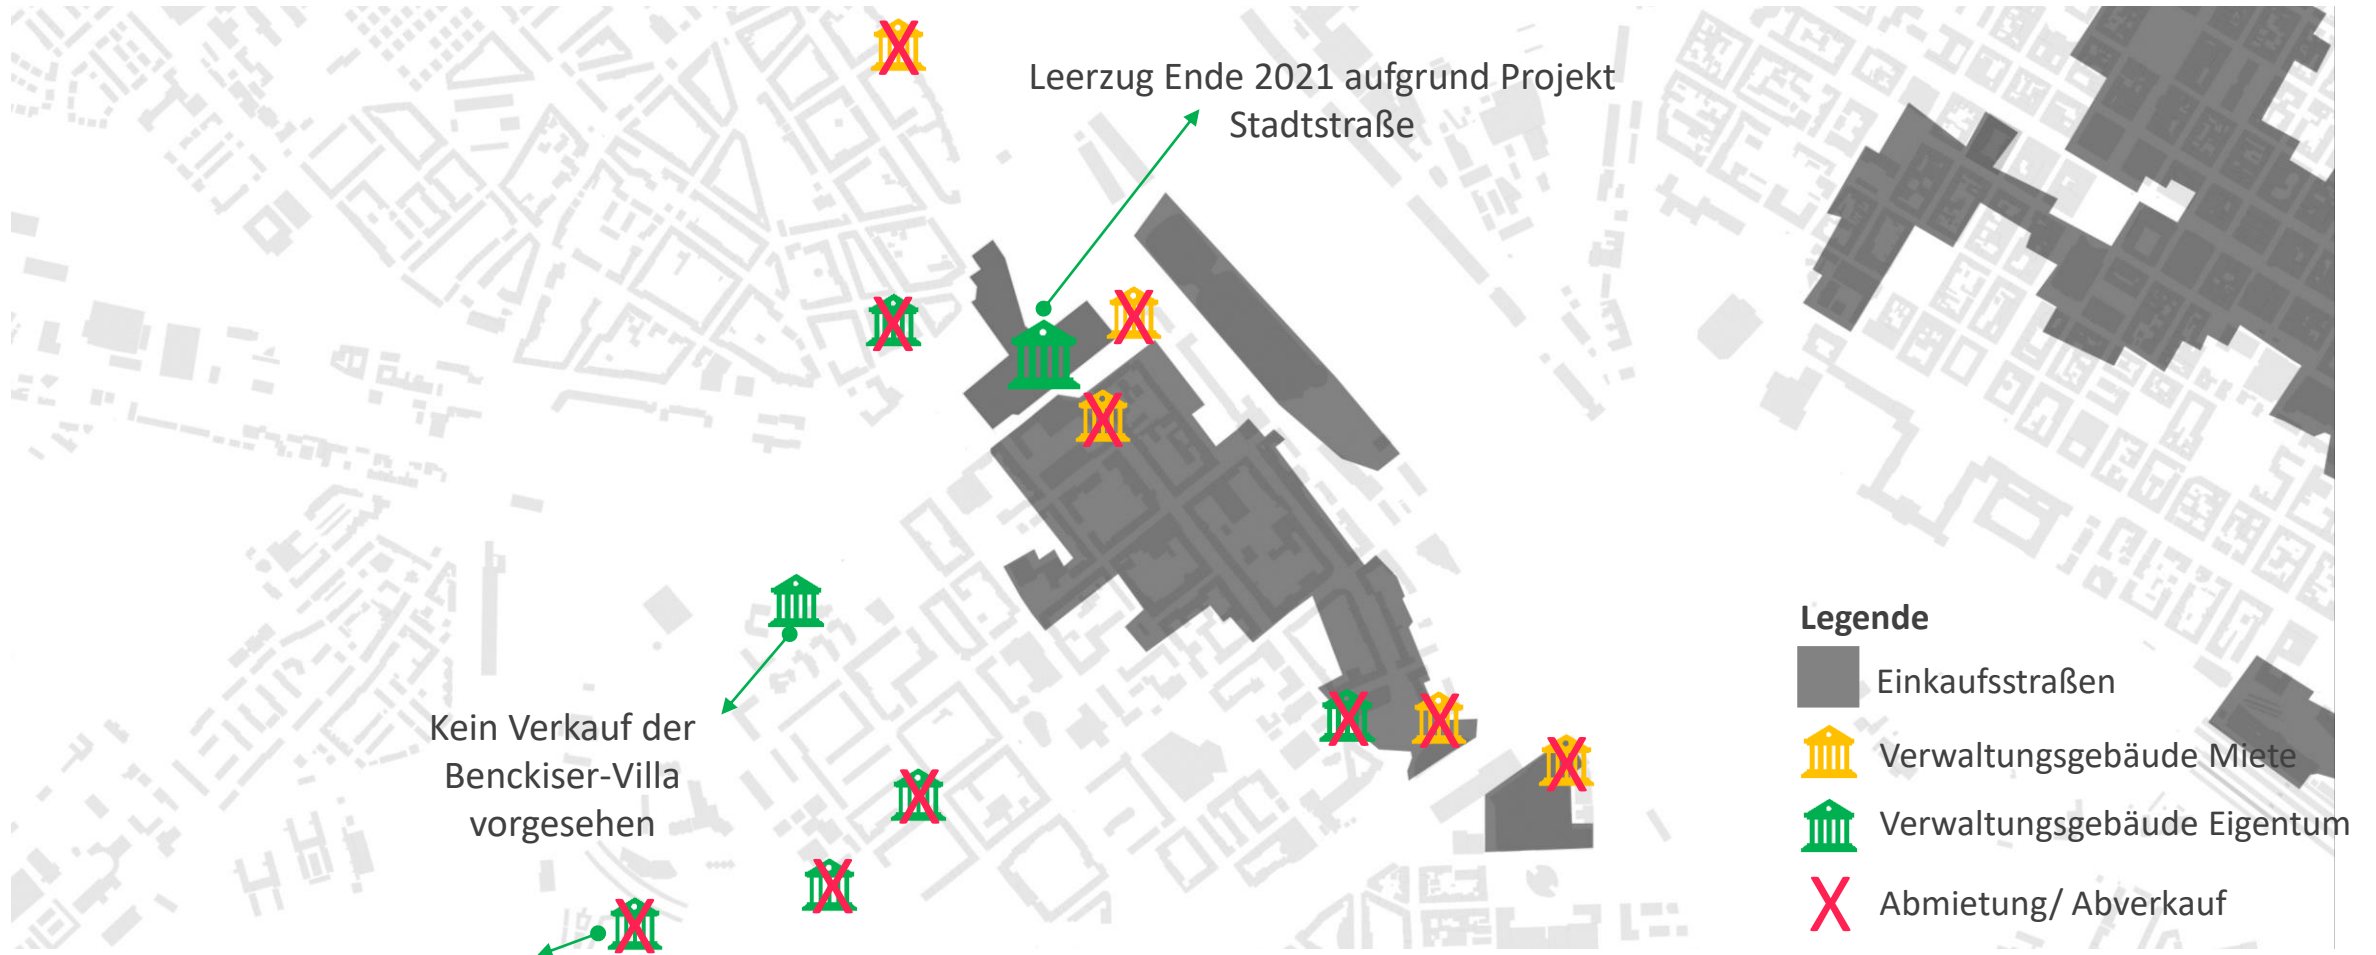 Leerzug Ende 2021 aufgrund Projekt
Stadtstraße
Kein Verkauf der
Benckiser-Villa
vorgesehen
Legende
Einkaufsstraßen
Verwaltungsgebäude Miete
Verwaltungsgebäude Eigentum
Abmietung/ Abverkauf